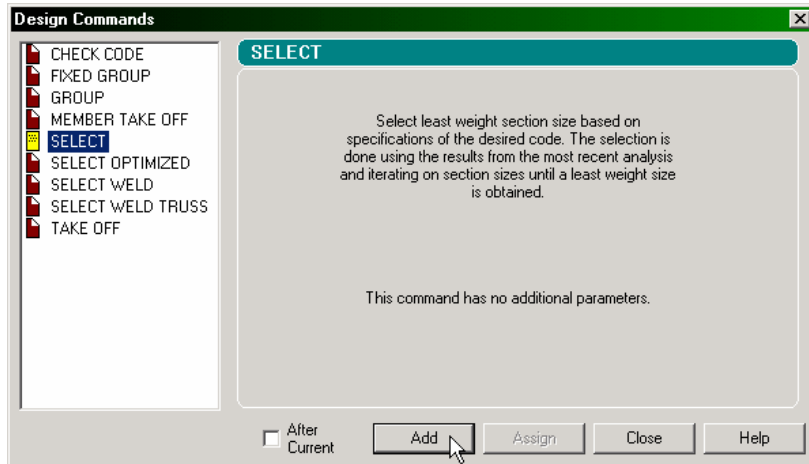 Design Commands
CHECK CODE
FIXED GROUP
GROUP
MEMBER TAKE OFF
SELECT
SELECT OPTIMIZED
SELECT WELD
SELECT WELD TRUSS
TAKE OFF
SELECT
Select least weight section size based on
specifications of the desired code. The selection is
done using the results from the most recent analysis
and iterating on section sizes until a least weight size
is obtained.
This command has no additional parameters.
After
Current
Add
Assign
Close
Help